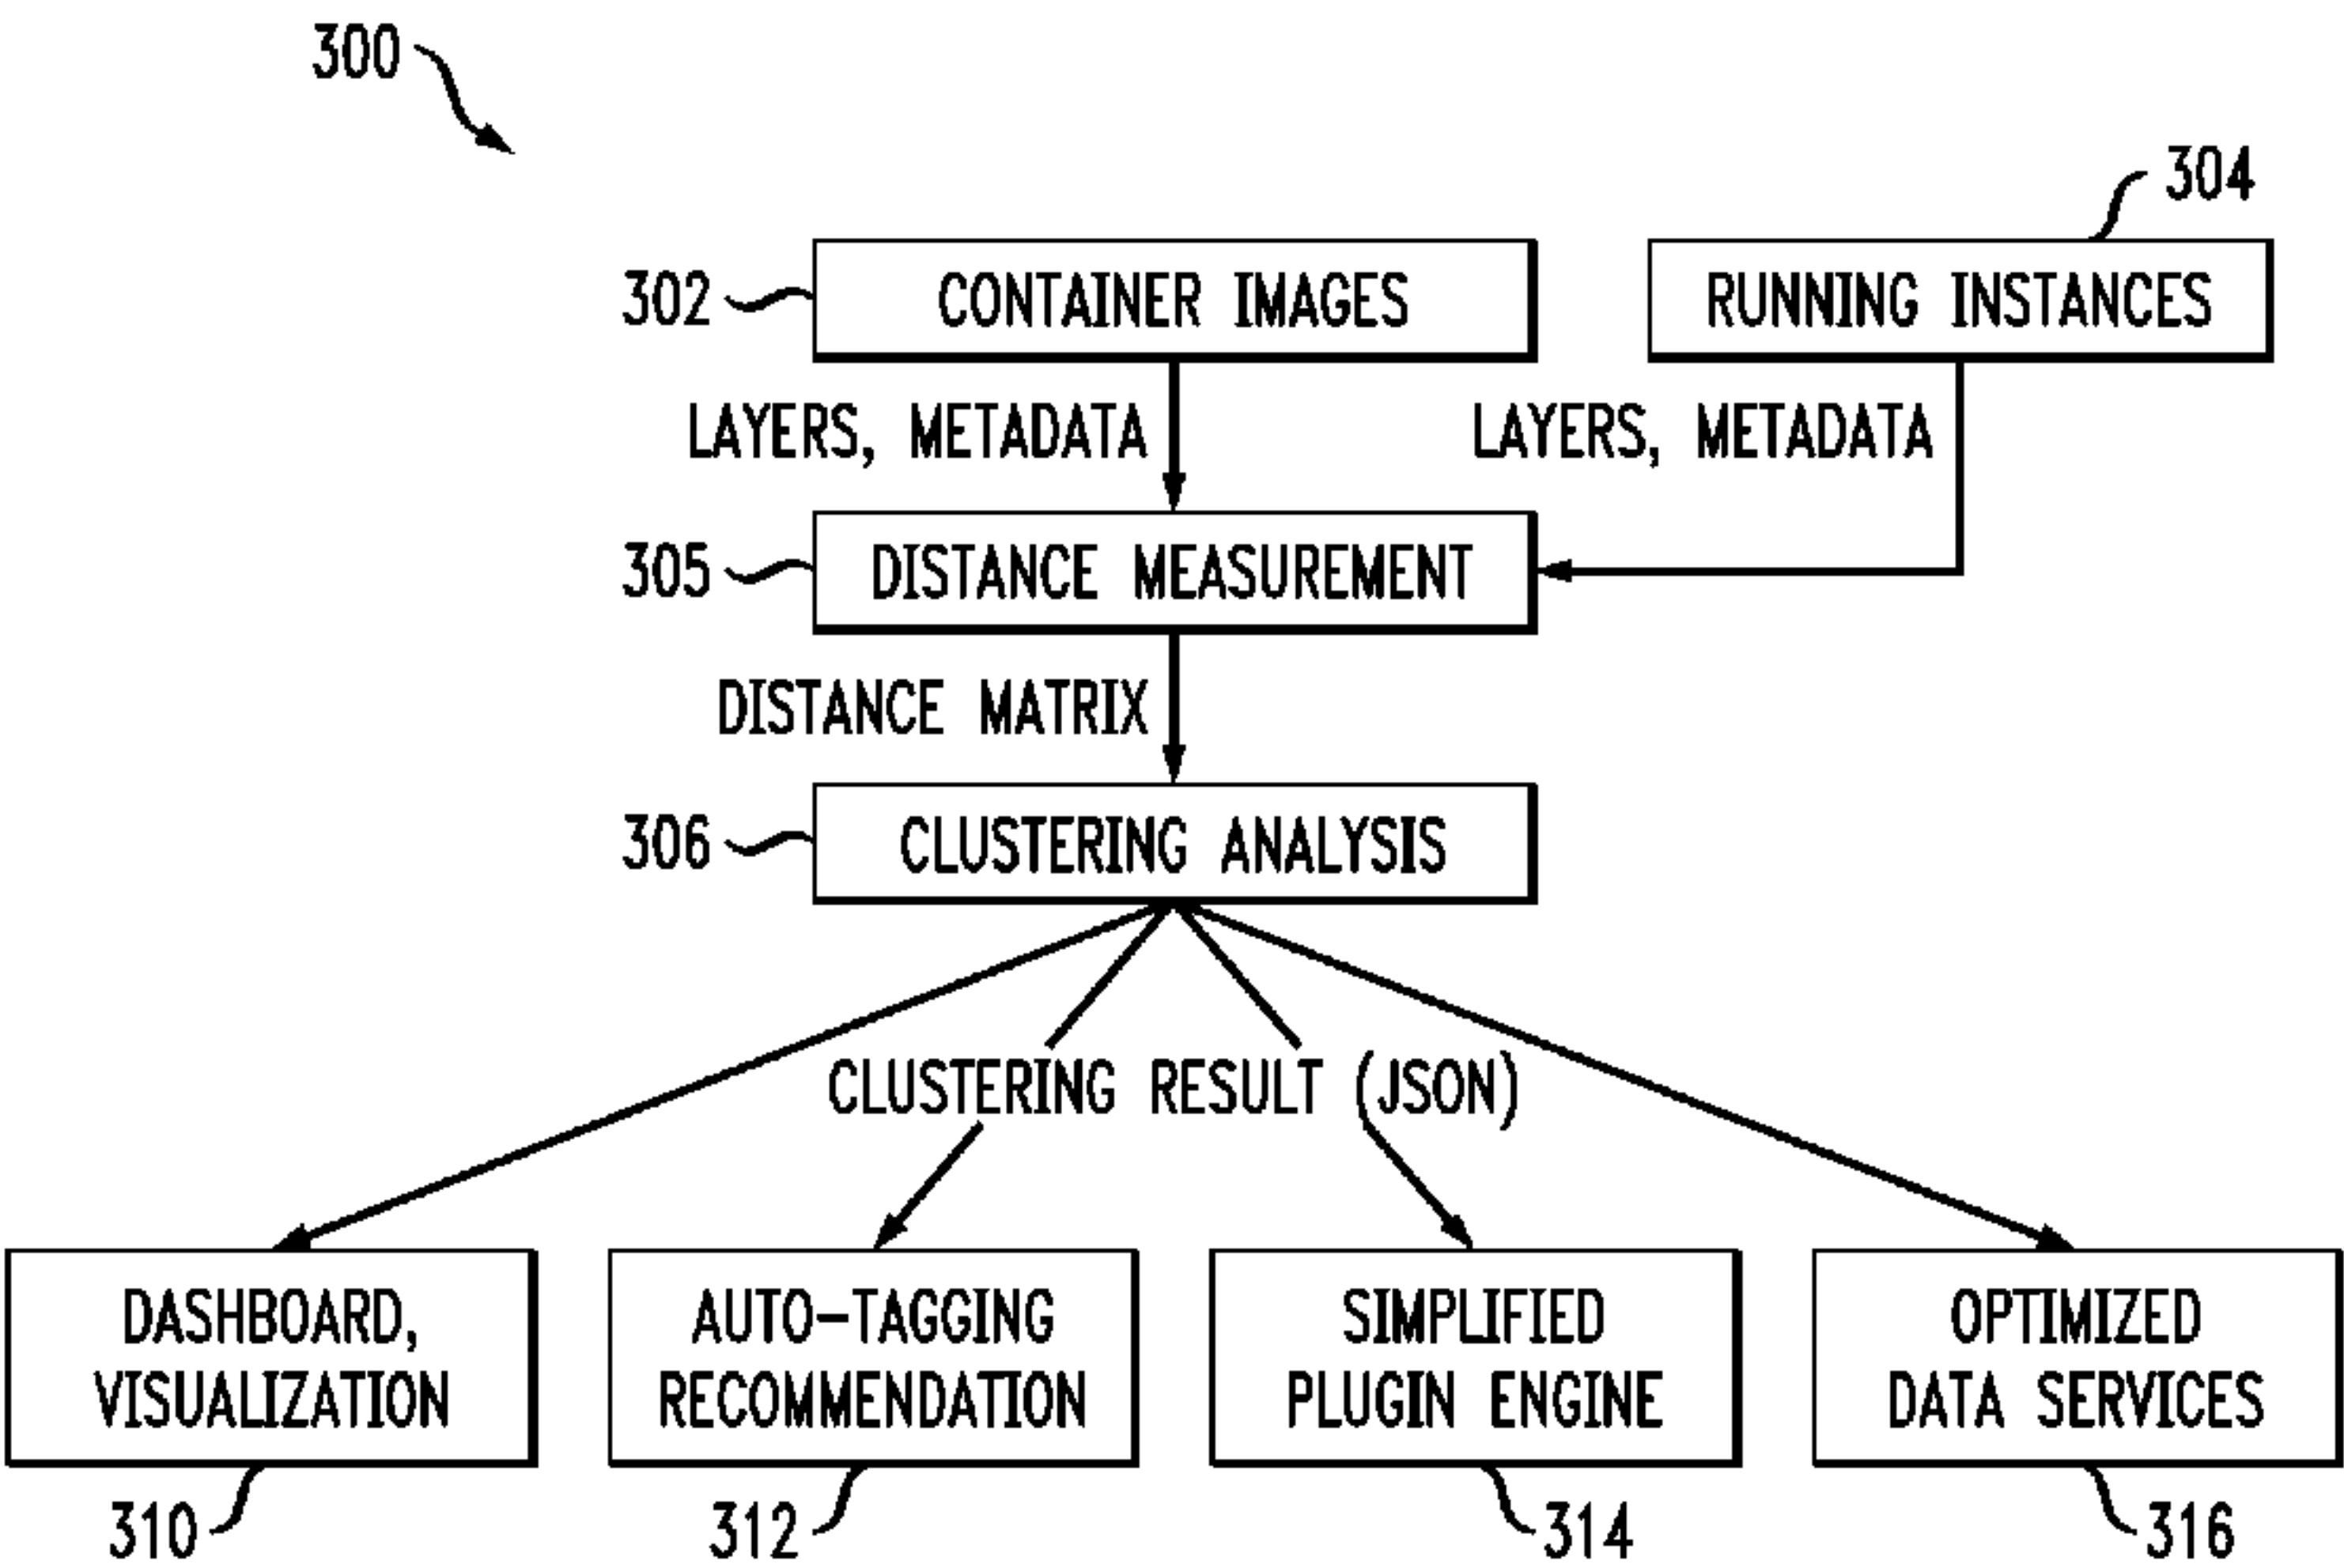 300
304
302
CONTAINER IMAGES
RUNNING INSTANCES
LAYERS, METADATA
LAYERS, METADATA
305
DISTANCE MEASUREMENT
DISTANCE MATRIX
306
CLUSTERING ANALYSIS
CLUSTERING RESULT (JSON)
DASHBOARD,
VISUALIZATION
AUTO-TAGGING
RECOMMENDATION
SIMPLIFIED
PLUGIN ENGINE
OPTIMIZED
DATA SERVICES
310
312
314
316